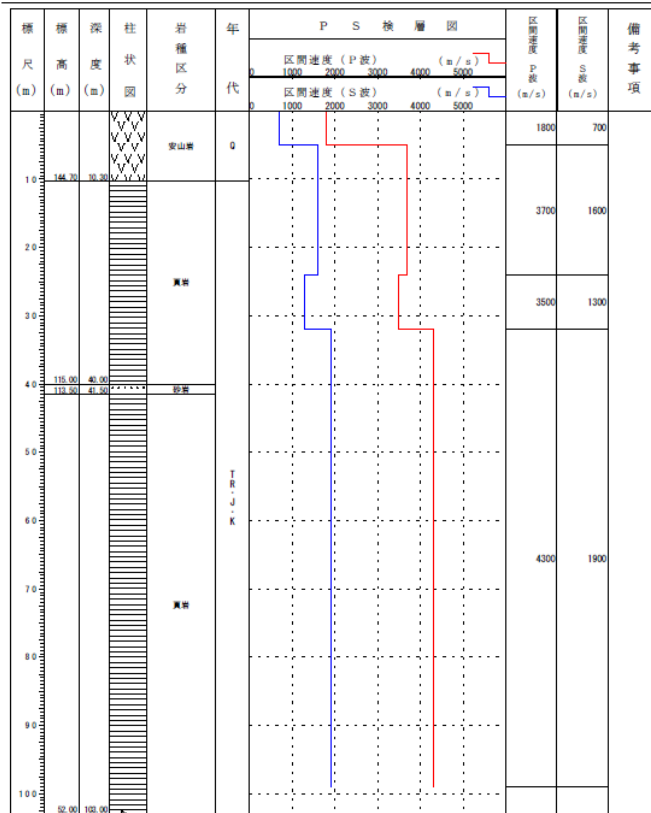 標尺(m)
標高(m)
深度(m)
柱状図
岩種区分
年代
PS検層図
区間速度(P波) (m/s)
0 1000 2000 3000 4000 5000
区間速度(S波) (m/s)
0 1000 2000 3000 4000 5000
区間速度 P波 (m/s)
区間速度 S波 (m/s)
備考事項
安山岩 Q
1800 700
10 144.70 10.30
3700 1600
20
頁岩
3500 1300
30
40 115.00 40.00
113.50 41.50 砂岩
50
TR・J・K
60
4300 1900
70
頁岩
80
90
100
52.00 103.00